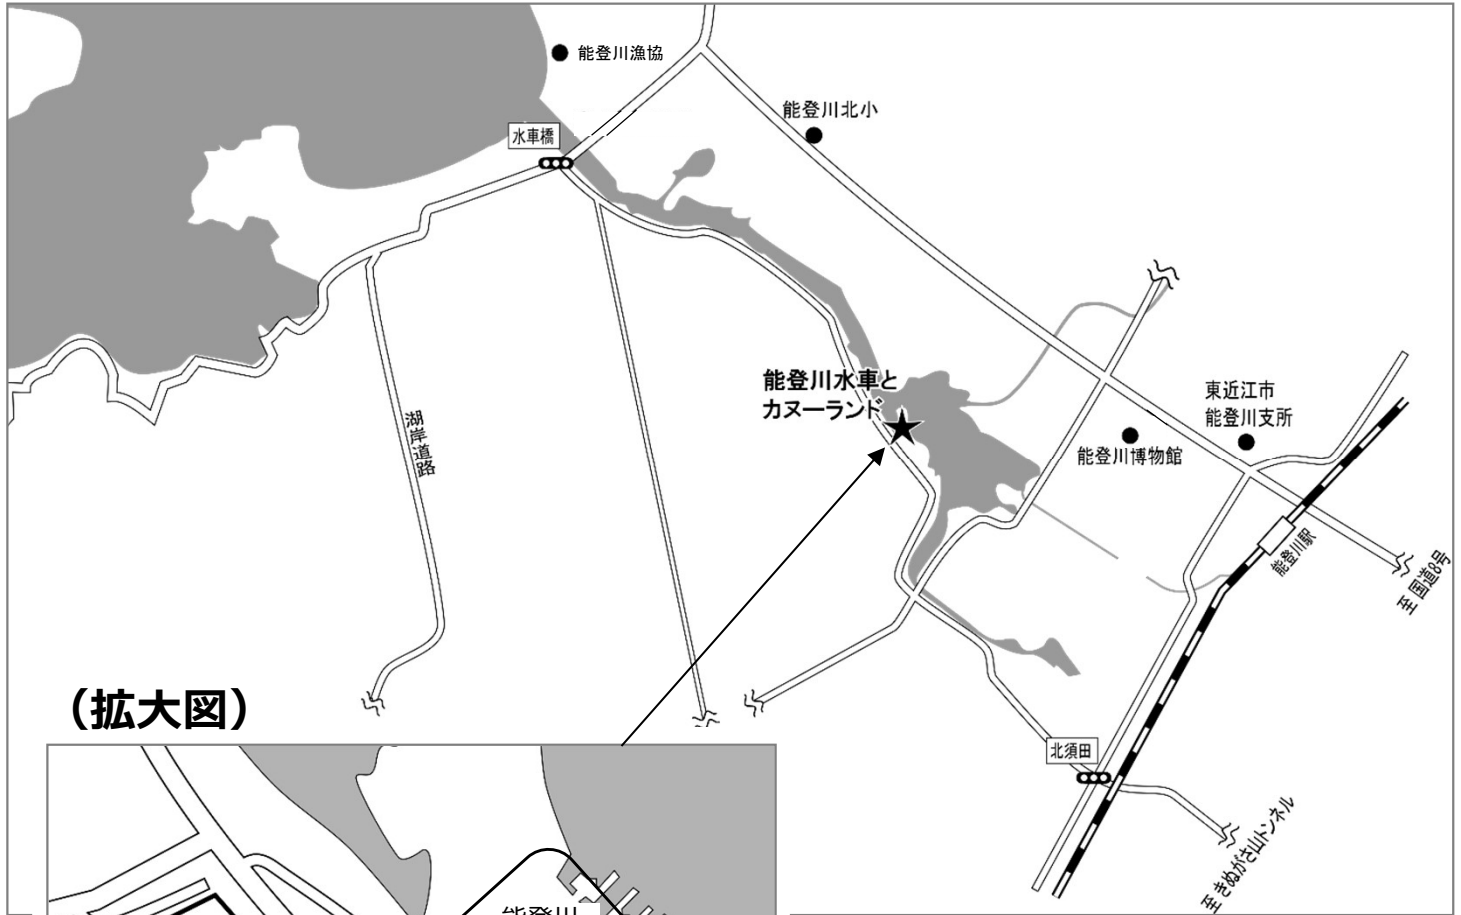 能登川漁協
能登川北小
水車橋
能登川水車と
カヌーランド
東近江市
能登川支所
能登川博物館
湖岸道路
能登川駅
至 国道8号
（拡大図）
北須田
至 きぬがさ山トンネル
能登川